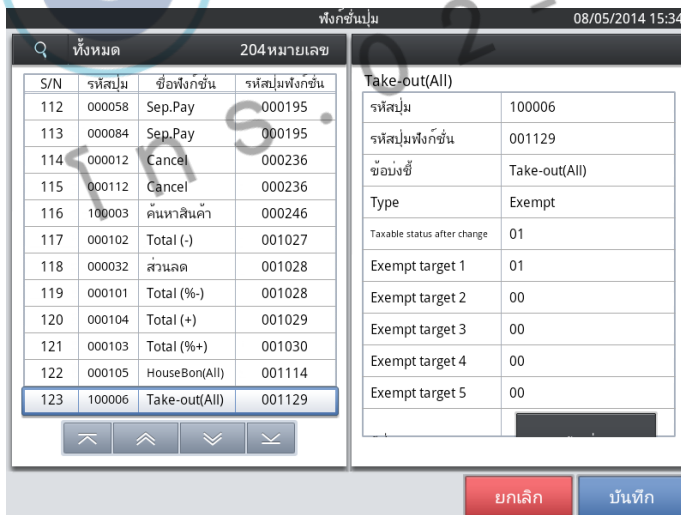 ฟังก์ชั่นปุ่ม 08/05/2014 15:34
ทั้งหมด 204หมายเลข
S/N รหัสปุ่ม ชื่อฟังก์ชั่น รหัสปุ่มฟังก์ชั่น
112 000058 Sep.Pay 000195
113 000084 Sep.Pay 000195
114 000012 Cancel 000236
115 000112 Cancel 000236
116 100003 ค้นหาสินค้า 000246
117 000102 Total (-) 001027
118 000032 ส่วนลด 001028
119 000101 Total (%-) 001028
120 000104 Total (+) 001029
121 000103 Total (%+) 001030
122 000105 HouseBon(All) 001114
123 100006 Take-out(All) 001129
Take-out(All)
รหัสปุ่ม 100006
รหัสปุ่มฟังก์ชั่น 001129
ข้อบ่งชี้ Take-out(All)
Type Exempt
Taxable status after change 01
Exempt target 1 01
Exempt target 2 00
Exempt target 3 00
Exempt target 4 00
Exempt target 5 00
ยกเลิก บันทึก
โทร. 02-